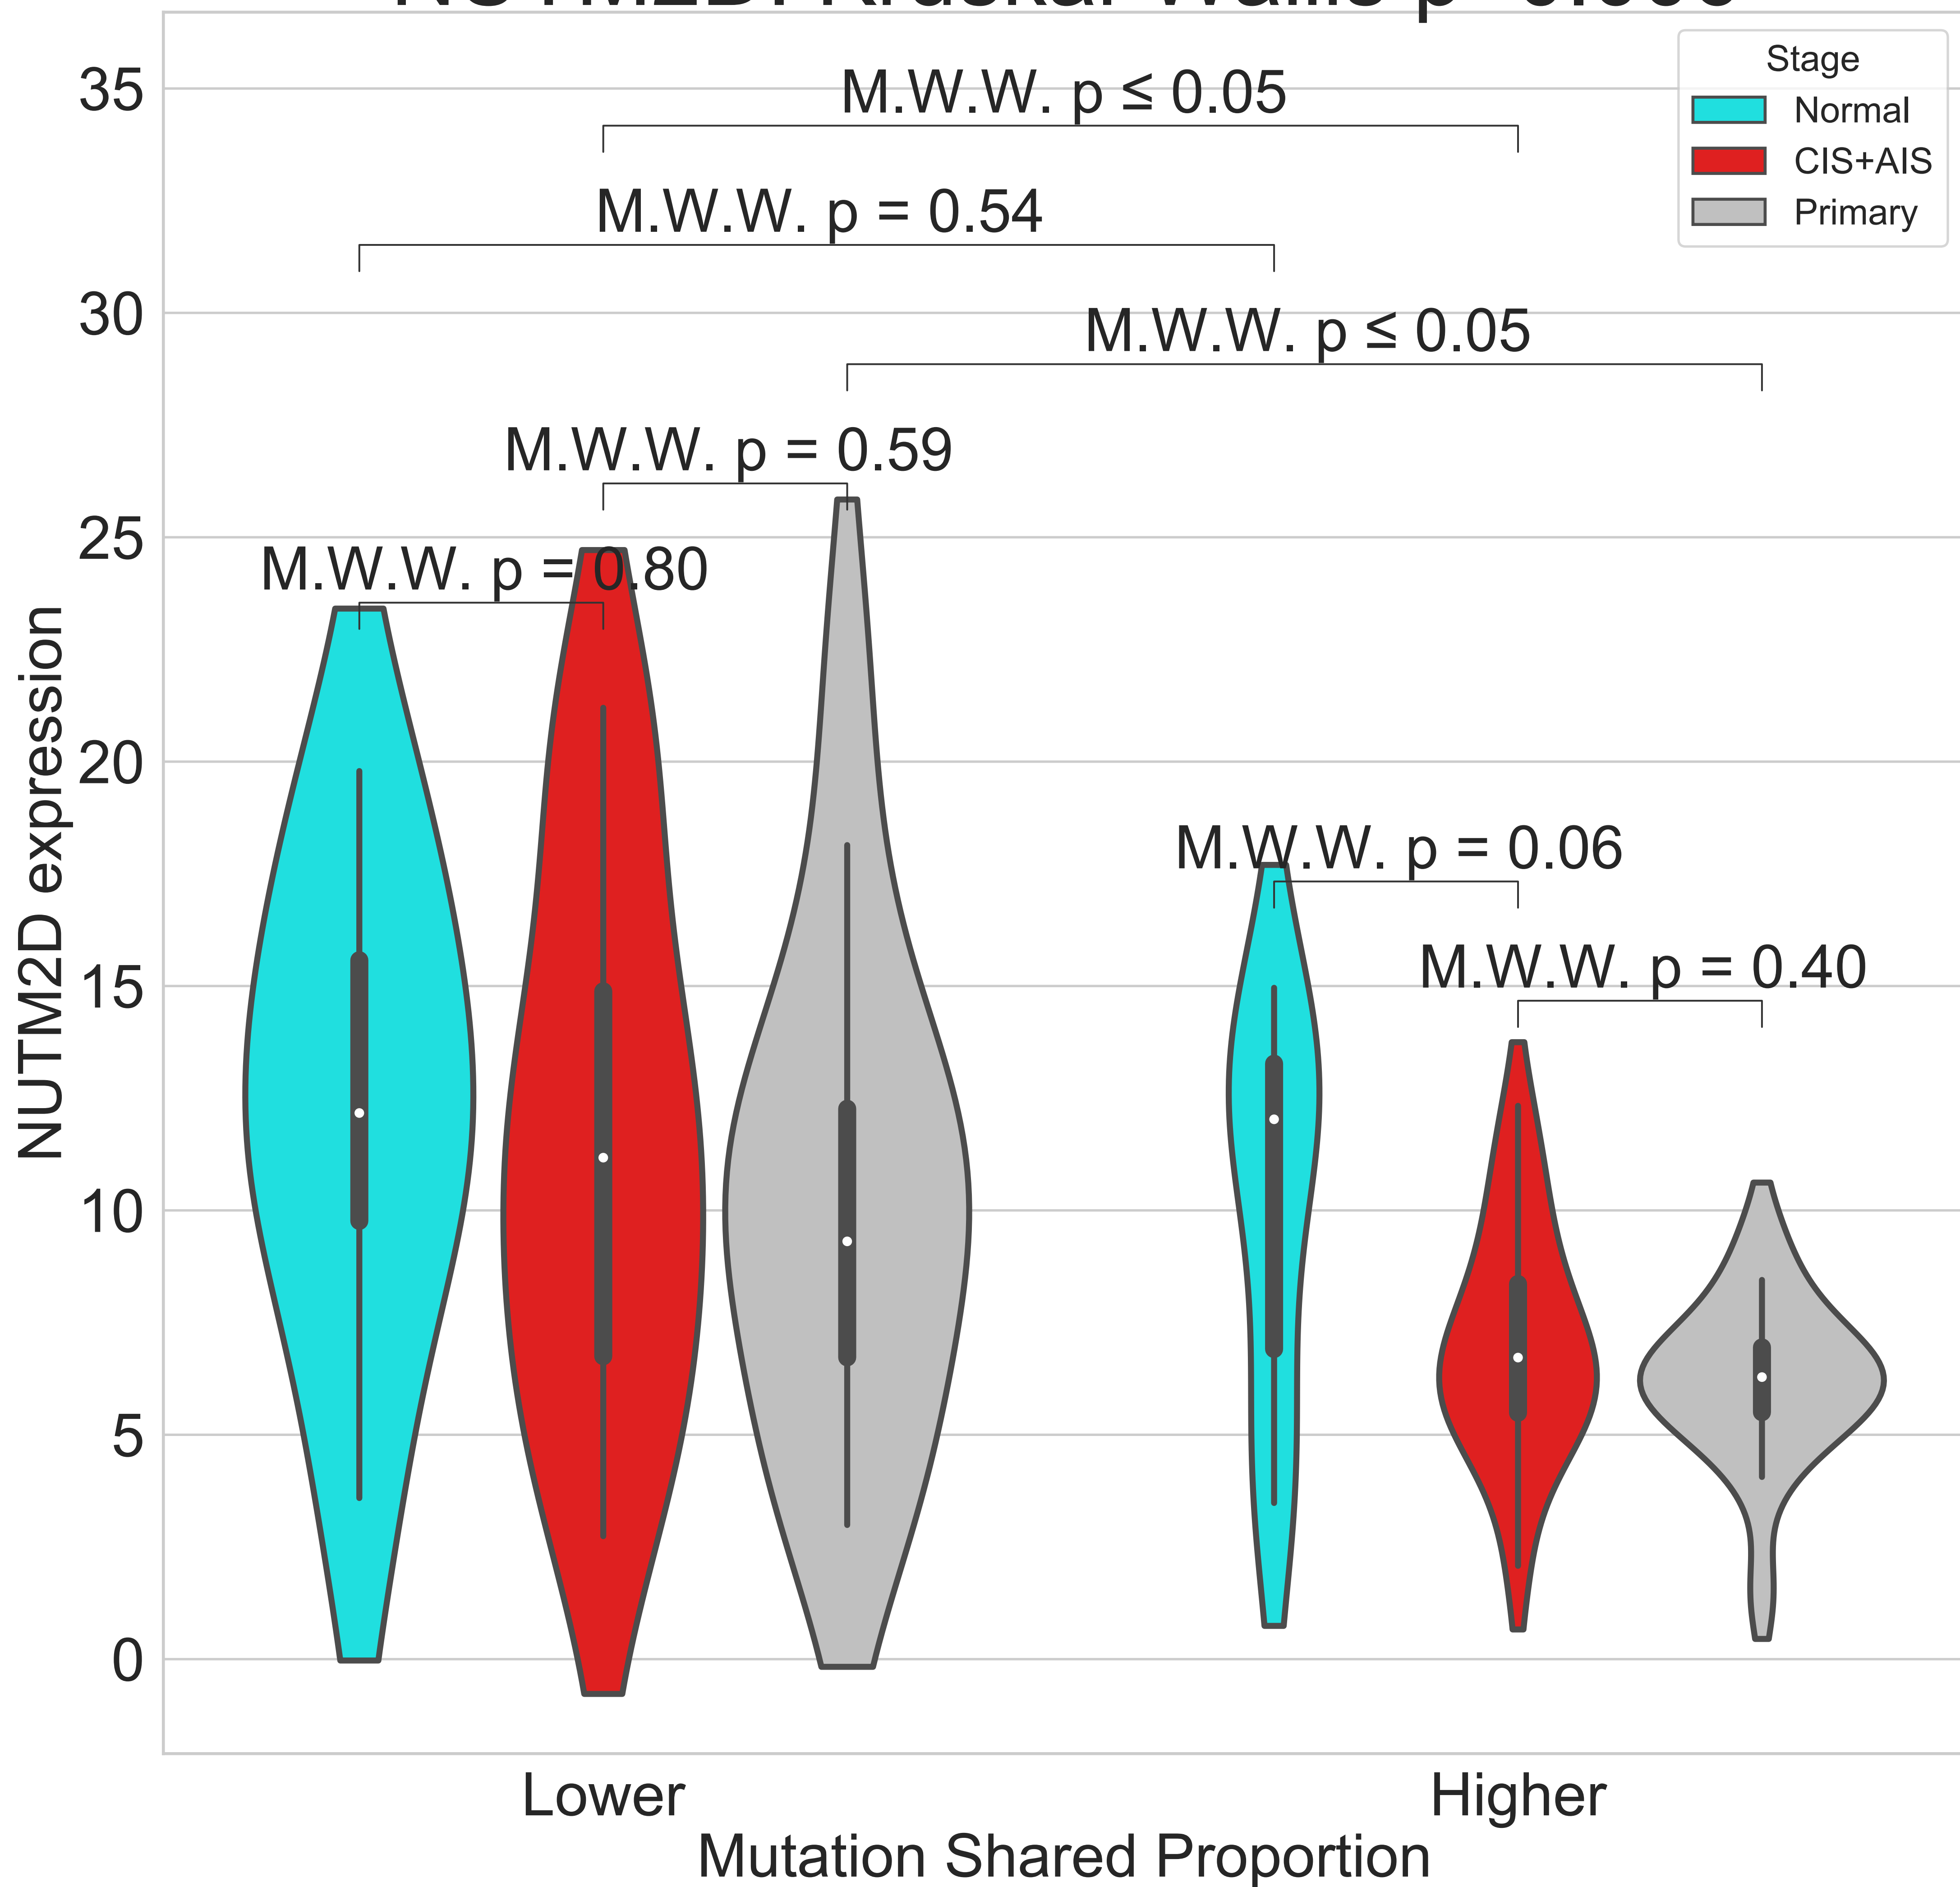 35
30
25
20
15
10
5
0
NUTM2D expression
M.W.W. p ≤ 0.05
M.W.W. p = 0.54
M.W.W. p ≤ 0.05
M.W.W. p = 0.59
M.W.W. p = 0.80
M.W.W. p = 0.06
M.W.W. p = 0.40
Stage
Normal
CIS+AIS
Primary
Lower
Higher
Mutation Shared Proportion